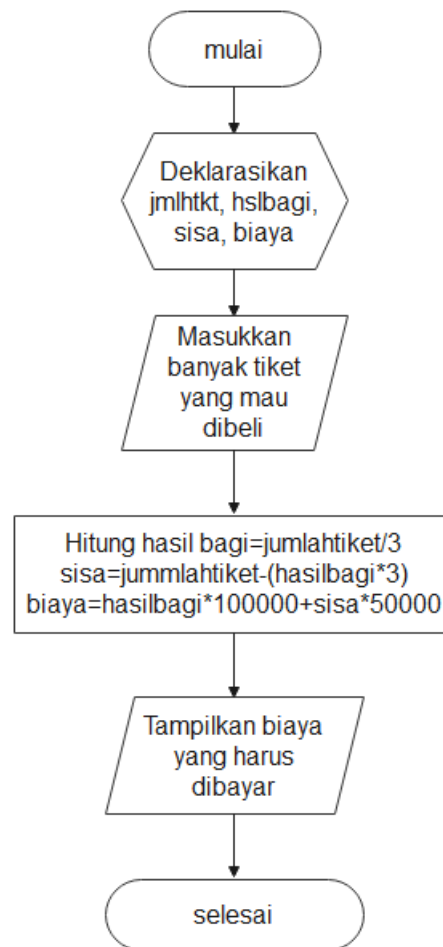 mulai
Deklarasikan
jmlhtkt, hslbagi,
sisa, biaya
Masukkan
banyak tiket
yang mau
dibeli
Hitung hasil bagi=jumlahtiket/3
sisa=jummlahtiket-(hasilbagi*3)
biaya=hasilbagi*100000+sisa*50000
Tampilkan biaya
yang harus
dibayar
selesai